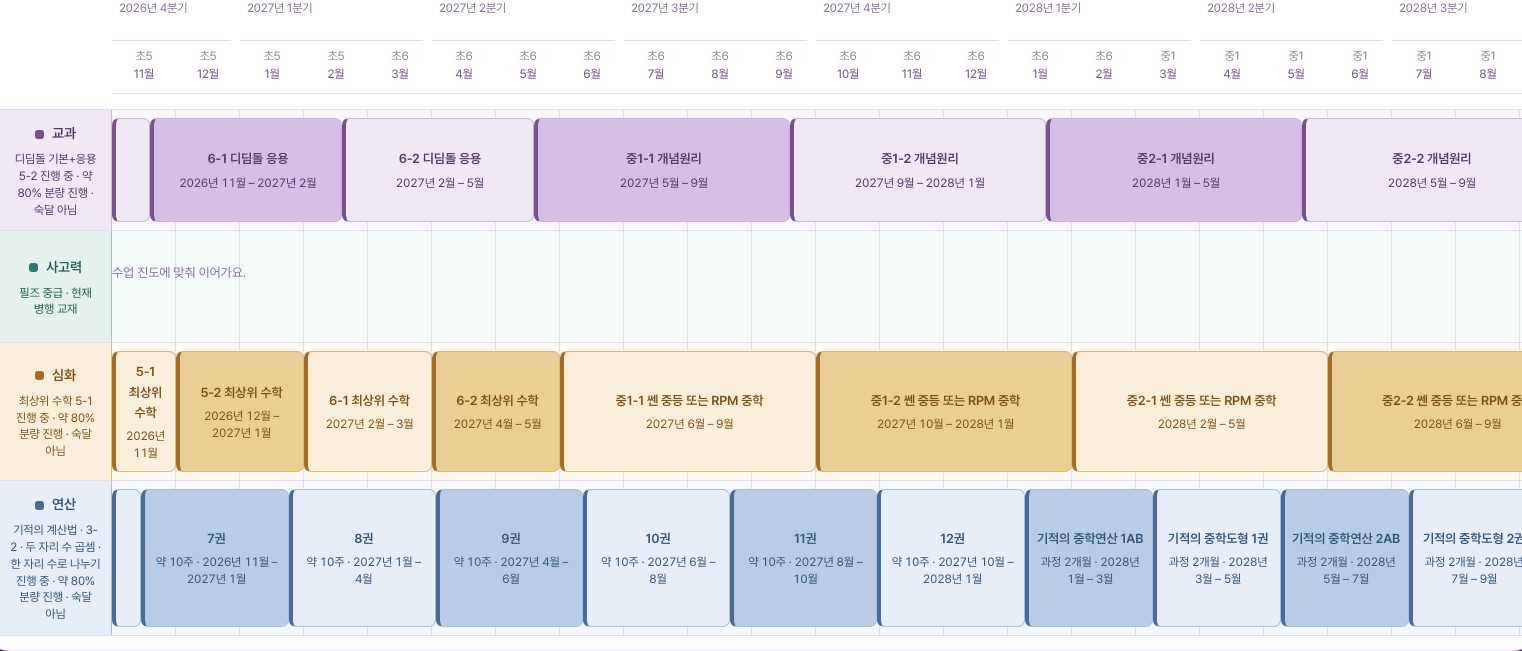 2026년 4분기 2027년 1분기 2027년 2분기 2027년 3분기 2027년 4분기 2028년 1분기 2028년 2분기 2028년 3분기
초5 초5 초5 초5 초6 초6 초6 초6 초6 초6 초6 초6 초6 초6 초6 초6 중1 중1 중1 중1 중1 중1
11월 12월 1월 2월 3월 4월 5월 6월 7월 8월 9월 10월 11월 12월 1월 2월 3월 4월 5월 6월 7월 8월
교과
디딤돌 기본+응용
5-2 진행 중 · 약
80% 분량 진행 ·
숙달 아님
6-1 디딤돌 응용
2026년 11월 – 2027년 2월
6-2 디딤돌 응용
2027년 2월 – 5월
중1-1 개념원리
2027년 5월 – 9월
중1-2 개념원리
2027년 9월 – 2028년 1월
중2-1 개념원리
2028년 1월 – 5월
중2-2 개념원리
2028년 5월 – 9월
사고력
필즈 중급 · 현재
병행 교재
수업 진도에 맞춰 이어가요.
심화
최상위 수학 5-1
진행 중 · 약 80%
분량 진행 · 숙달
아님
5-1
최상위
수학
2026년
11월
5-2 최상위 수학
2026년 12월 –
2027년 1월
6-1 최상위 수학
2027년 2월 – 3월
6-2 최상위 수학
2027년 4월 – 5월
중1-1 쎈 중등 또는 RPM 중학
2027년 6월 – 9월
중1-2 쎈 중등 또는 RPM 중학
2027년 10월 – 2028년 1월
중2-1 쎈 중등 또는 RPM 중학
2028년 2월 – 5월
중2-2 쎈 중등 또는 RPM 중
2028년 6월 – 9월
연산
기적의 계산법 · 3-
2 · 두 자리 수 곱셈 ·
한 자리 수로 나누기
진행 중 · 약 80%
분량 진행 · 숙달
아님
7권
약 10주 · 2026년 11월 –
2027년 1월
8권
약 10주 · 2027년 1월 –
4월
9권
약 10주 · 2027년 4월 –
6월
10권
약 10주 · 2027년 6월 –
8월
11권
약 10주 · 2027년 8월 –
10월
12권
약 10주 · 2027년 10월 –
2028년 1월
기적의 중학연산 1AB
과정 2개월 · 2028년
1월 – 3월
기적의 중학도형 1권
과정 2개월 · 2028년
3월 – 5월
기적의 중학연산 2AB
과정 2개월 · 2028년
5월 – 7월
기적의 중학도형 2권
과정 2개월 · 2028년
7월 – 9월